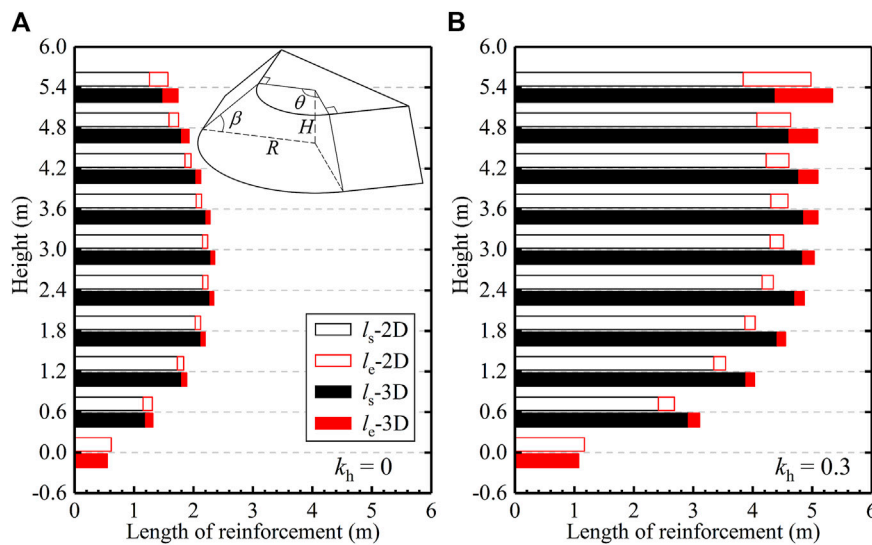 A
B
6.0
5.4
4.8
4.2
3.6
3.0
2.4
1.8
1.2
0.6
0.0
-0.6
Height (m)
θ
β
H
R
lₛ-2D
lₑ-2D
lₛ-3D
lₑ-3D
kₕ = 0
0 1 2 3 4 5 6
Length of reinforcement (m)
6.0
5.4
4.8
4.2
3.6
3.0
2.4
1.8
1.2
0.6
0.0
-0.6
Height (m)
kₕ = 0.3
0 1 2 3 4 5 6
Length of reinforcement (m)